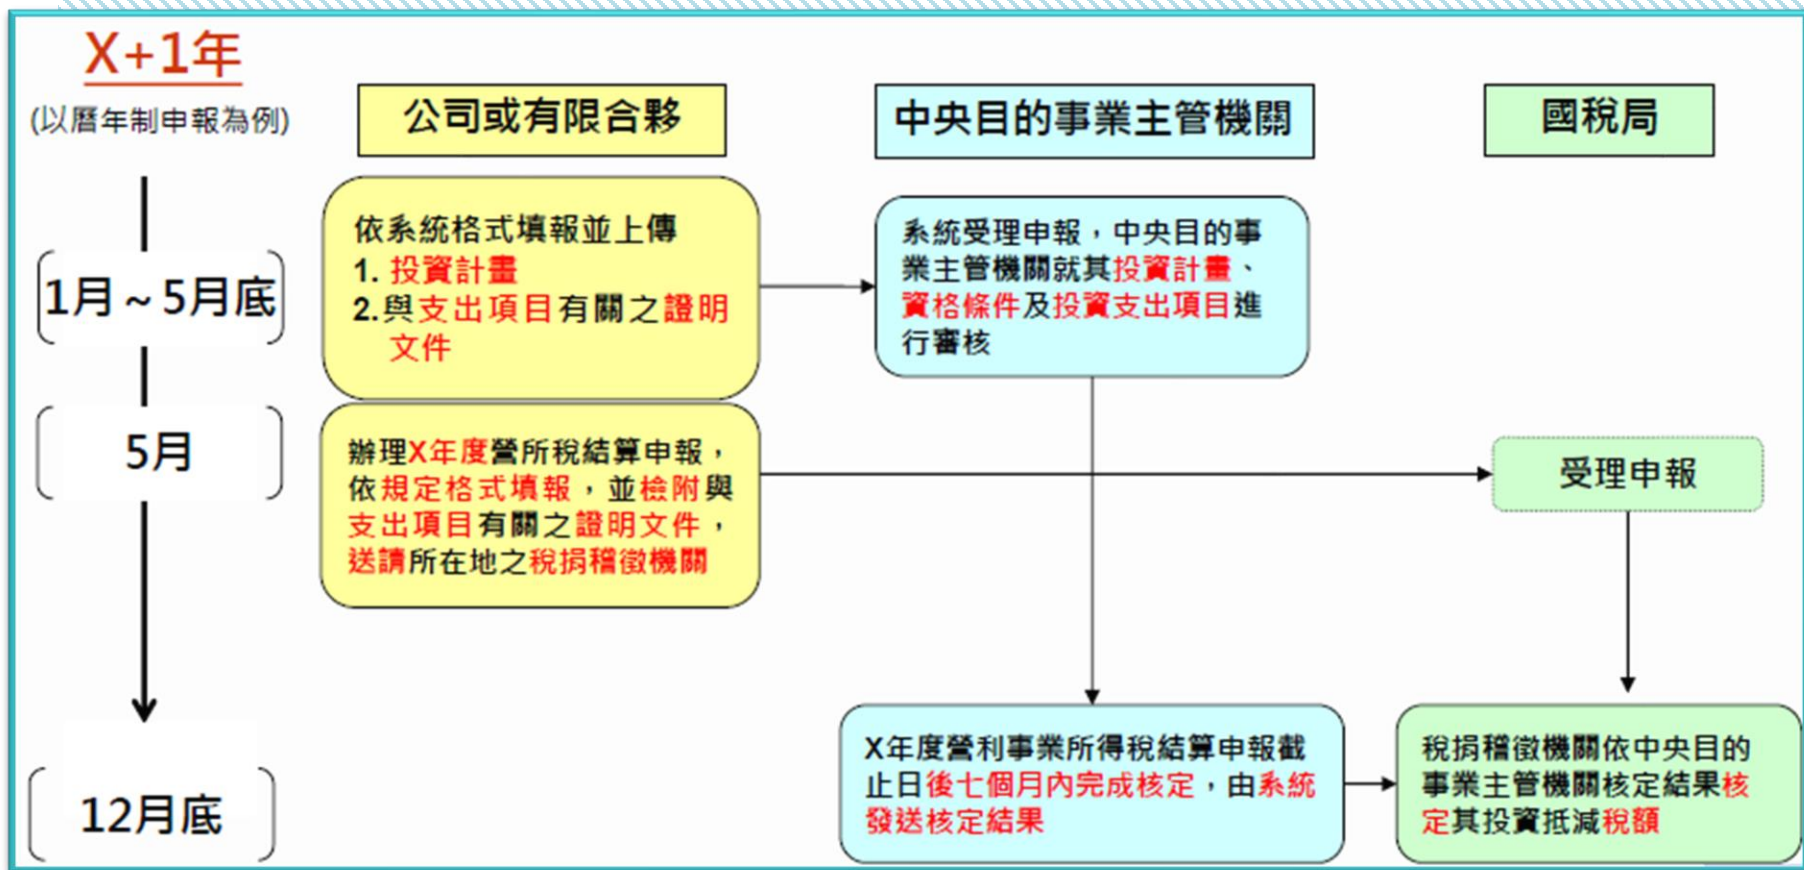 X+1年
(以曆年制申報為例)
公司或有限合夥
中央目的事業主管機關
國稅局
1月~5月底
依系統格式填報並上傳
1. 投資計畫
2.與支出項目有關之證明
文件
系統受理申報，中央目的事
業主管機關就其投資計畫、
資格條件及投資支出項目進
行審核
5月
辦理X年度營所稅結算申報，
依規定格式填報，並檢附與
支出項目有關之證明文件，
送請所在地之稅捐稽徵機關
受理申報
12月底
X年度營利事業所得稅結算申報截
止日後七個月內完成核定，由系統
發送核定結果
稅捐稽徵機關依中央目的
事業主管機關核定結果核
定其投資抵減稅額